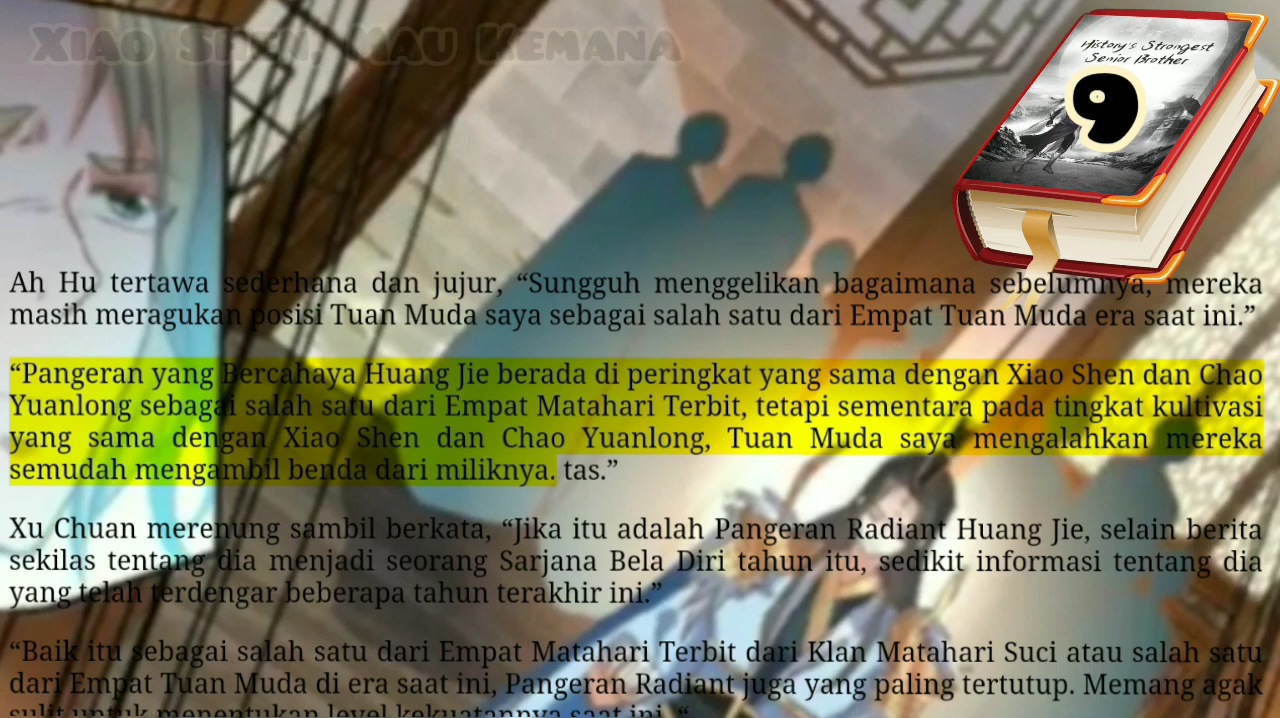 Xiao Shen, Mau Kemana
History's Strongest
Senior Brother
9
Ah Hu tertawa sederhana dan jujur, “Sungguh menggelikan bagaimana sebelumnya, mereka
masih meragukan posisi Tuan Muda saya sebagai salah satu dari Empat Tuan Muda era saat ini.”
“Pangeran yang Bercahaya Huang Jie berada di peringkat yang sama dengan Xiao Shen dan Chao
Yuanlong sebagai salah satu dari Empat Matahari Terbit, tetapi sementara pada tingkat kultivasi
yang sama dengan Xiao Shen dan Chao Yuanlong, Tuan Muda saya mengalahkan mereka
semudah mengambil benda dari miliknya. tas.”
Xu Chuan merenung sambil berkata, “Jika itu adalah Pangeran Radiant Huang Jie, selain berita
sekilas tentang dia menjadi seorang Sarjana Bela Diri tahun itu, sedikit informasi tentang dia
yang telah terdengar beberapa tahun terakhir ini.”
“Baik itu sebagai salah satu dari Empat Matahari Terbit dari Klan Matahari Suci atau salah satu
dari Empat Tuan Muda di era saat ini, Pangeran Radiant juga yang paling tertutup. Memang agak
sulit untuk menentukan level kekuatannya saat ini. “